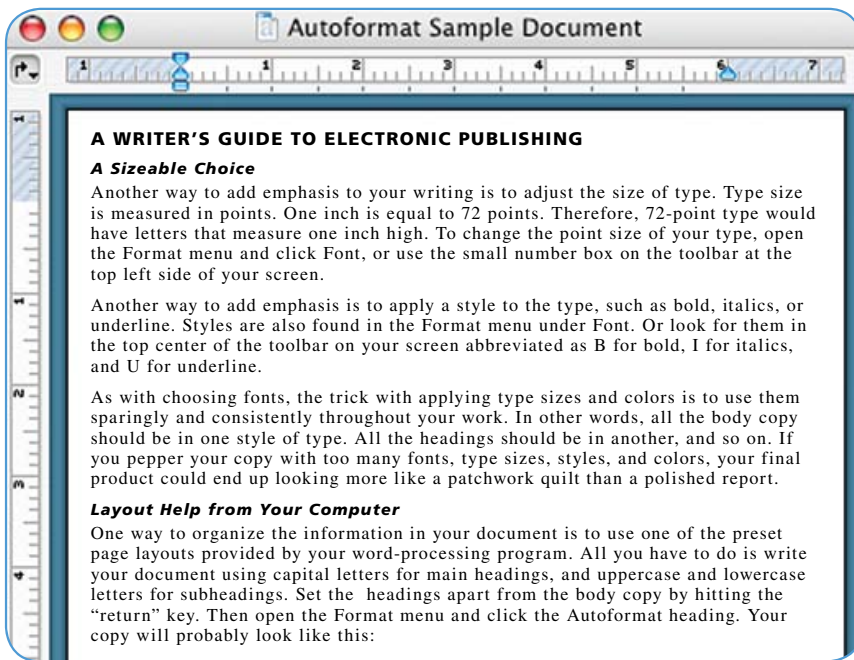 Autoformat Sample Document
1 1 2 3 4 5 6 7
1
A WRITER'S GUIDE TO ELECTRONIC PUBLISHING
A Sizeable Choice
Another way to add emphasis to your writing is to adjust the size of type. Type size
is measured in points. One inch is equal to 72 points. Therefore, 72-point type would
have letters that measure one inch high. To change the point size of your type, open
the Format menu and click Font, or use the small number box on the toolbar at the
top left side of your screen.
1
Another way to add emphasis is to apply a style to the type, such as bold, italics, or
underline. Styles are also found in the Format menu under Font. Or look for them in
the top center of the toolbar on your screen abbreviated as B for bold, I for italics,
and U for underline.
2
As with choosing fonts, the trick with applying type sizes and colors is to use them
sparingly and consistently throughout your work. In other words, all the body copy
should be in one style of type. All the headings should be in another, and so on. If
you pepper your copy with too many fonts, type sizes, styles, and colors, your final
3
product could end up looking more like a patchwork quilt than a polished report.
Layout Help from Your Computer
One way to organize the information in your document is to use one of the preset
page layouts provided by your word-processing program. All you have to do is write
4
your document using capital letters for main headings, and uppercase and lowercase
letters for subheadings. Set the  headings apart from the body copy by hitting the
“return” key. Then open the Format menu and click the Autoformat heading. Your
copy will probably look like this: